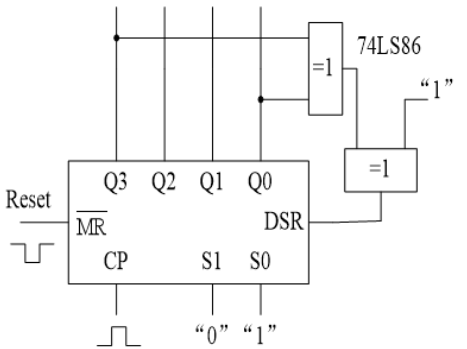 74LS86
=1
“1”
=1
Q3 Q2 Q1 Q0
Reset
MR
DSR
CP S1 S0
“0” “1”